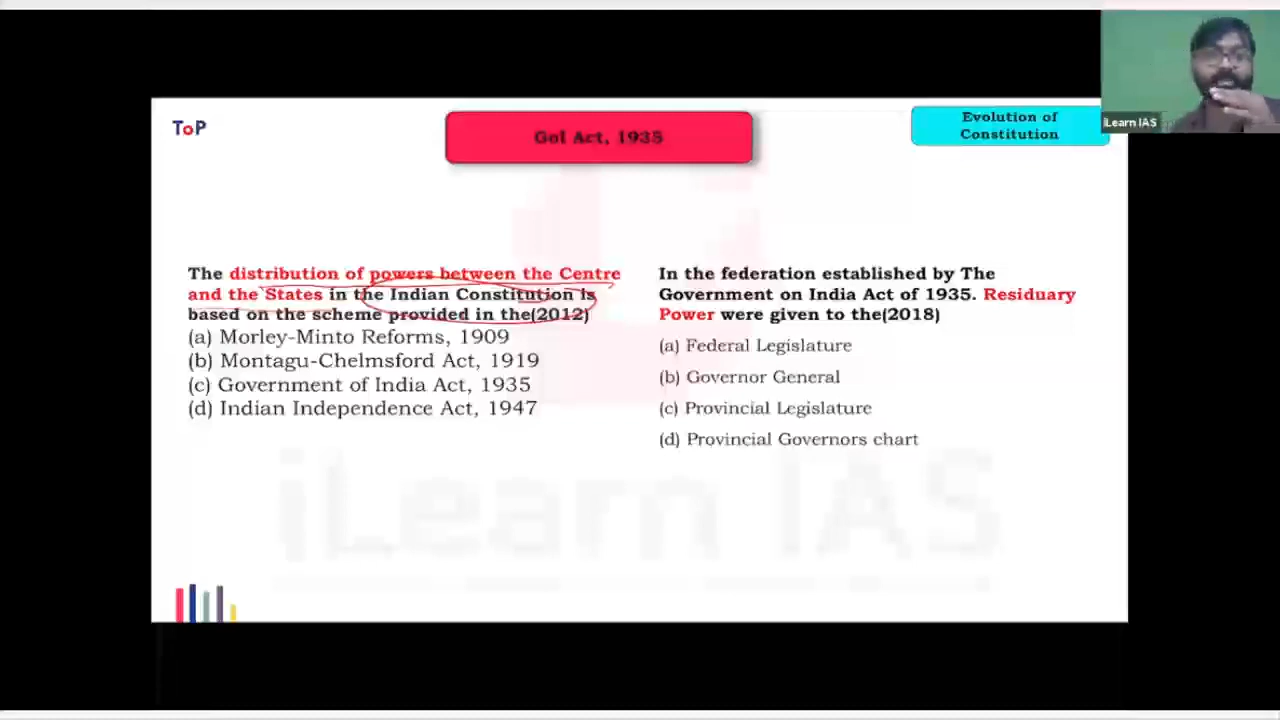 ToP
GoI Act, 1935
Evolution of
Constitution
iLearn IAS
The distribution of powers between the Centre
and the States in the Indian Constitution is
based on the scheme provided in the(2012)
(a) Morley-Minto Reforms, 1909
(b) Montagu-Chelmsford Act, 1919
(c) Government of India Act, 1935
(d) Indian Independence Act, 1947
In the federation established by The
Government on India Act of 1935. Residuary
Power were given to the(2018)
(a) Federal Legislature
(b) Governor General
(c) Provincial Legislature
(d) Provincial Governors chart
iLearn IAS